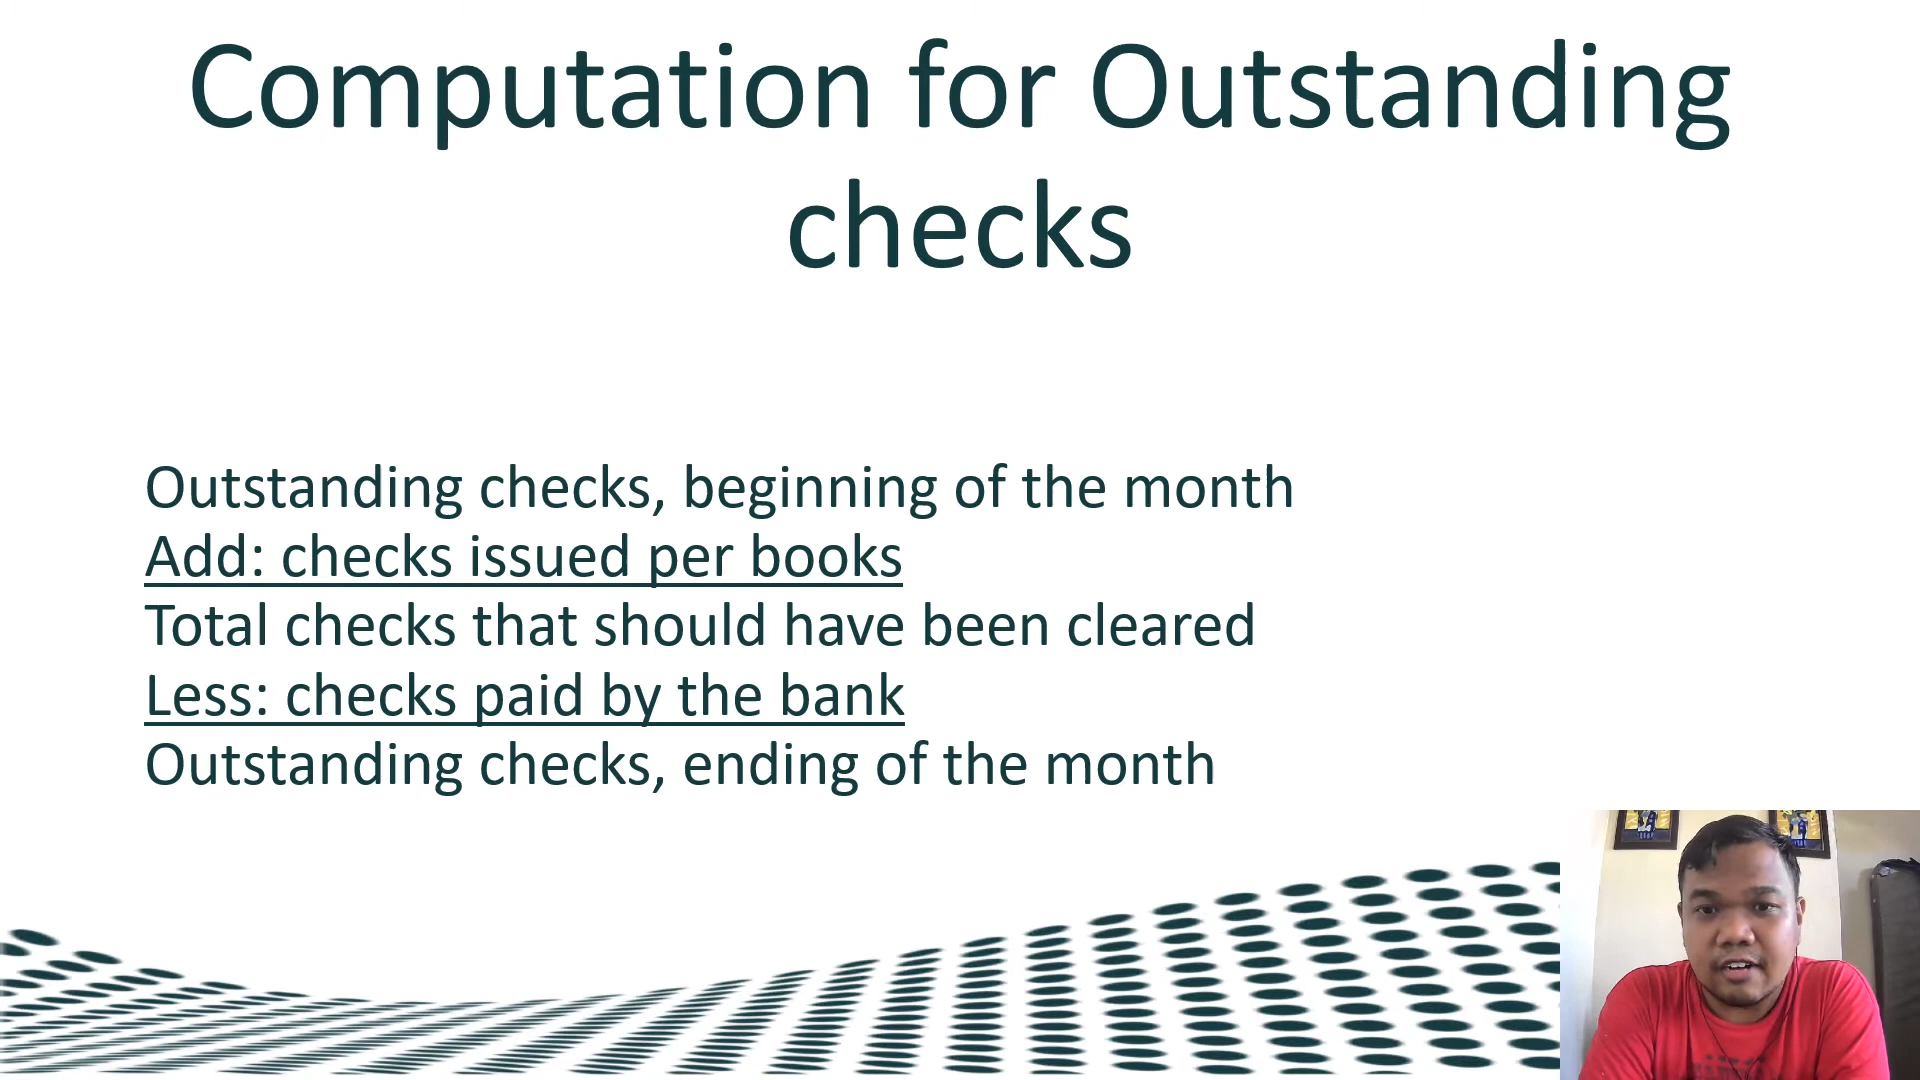 Computation for Outstanding
checks
Outstanding checks, beginning of the month
Add: checks issued per books
Total checks that should have been cleared
Less: checks paid by the bank
Outstanding checks, ending of the month